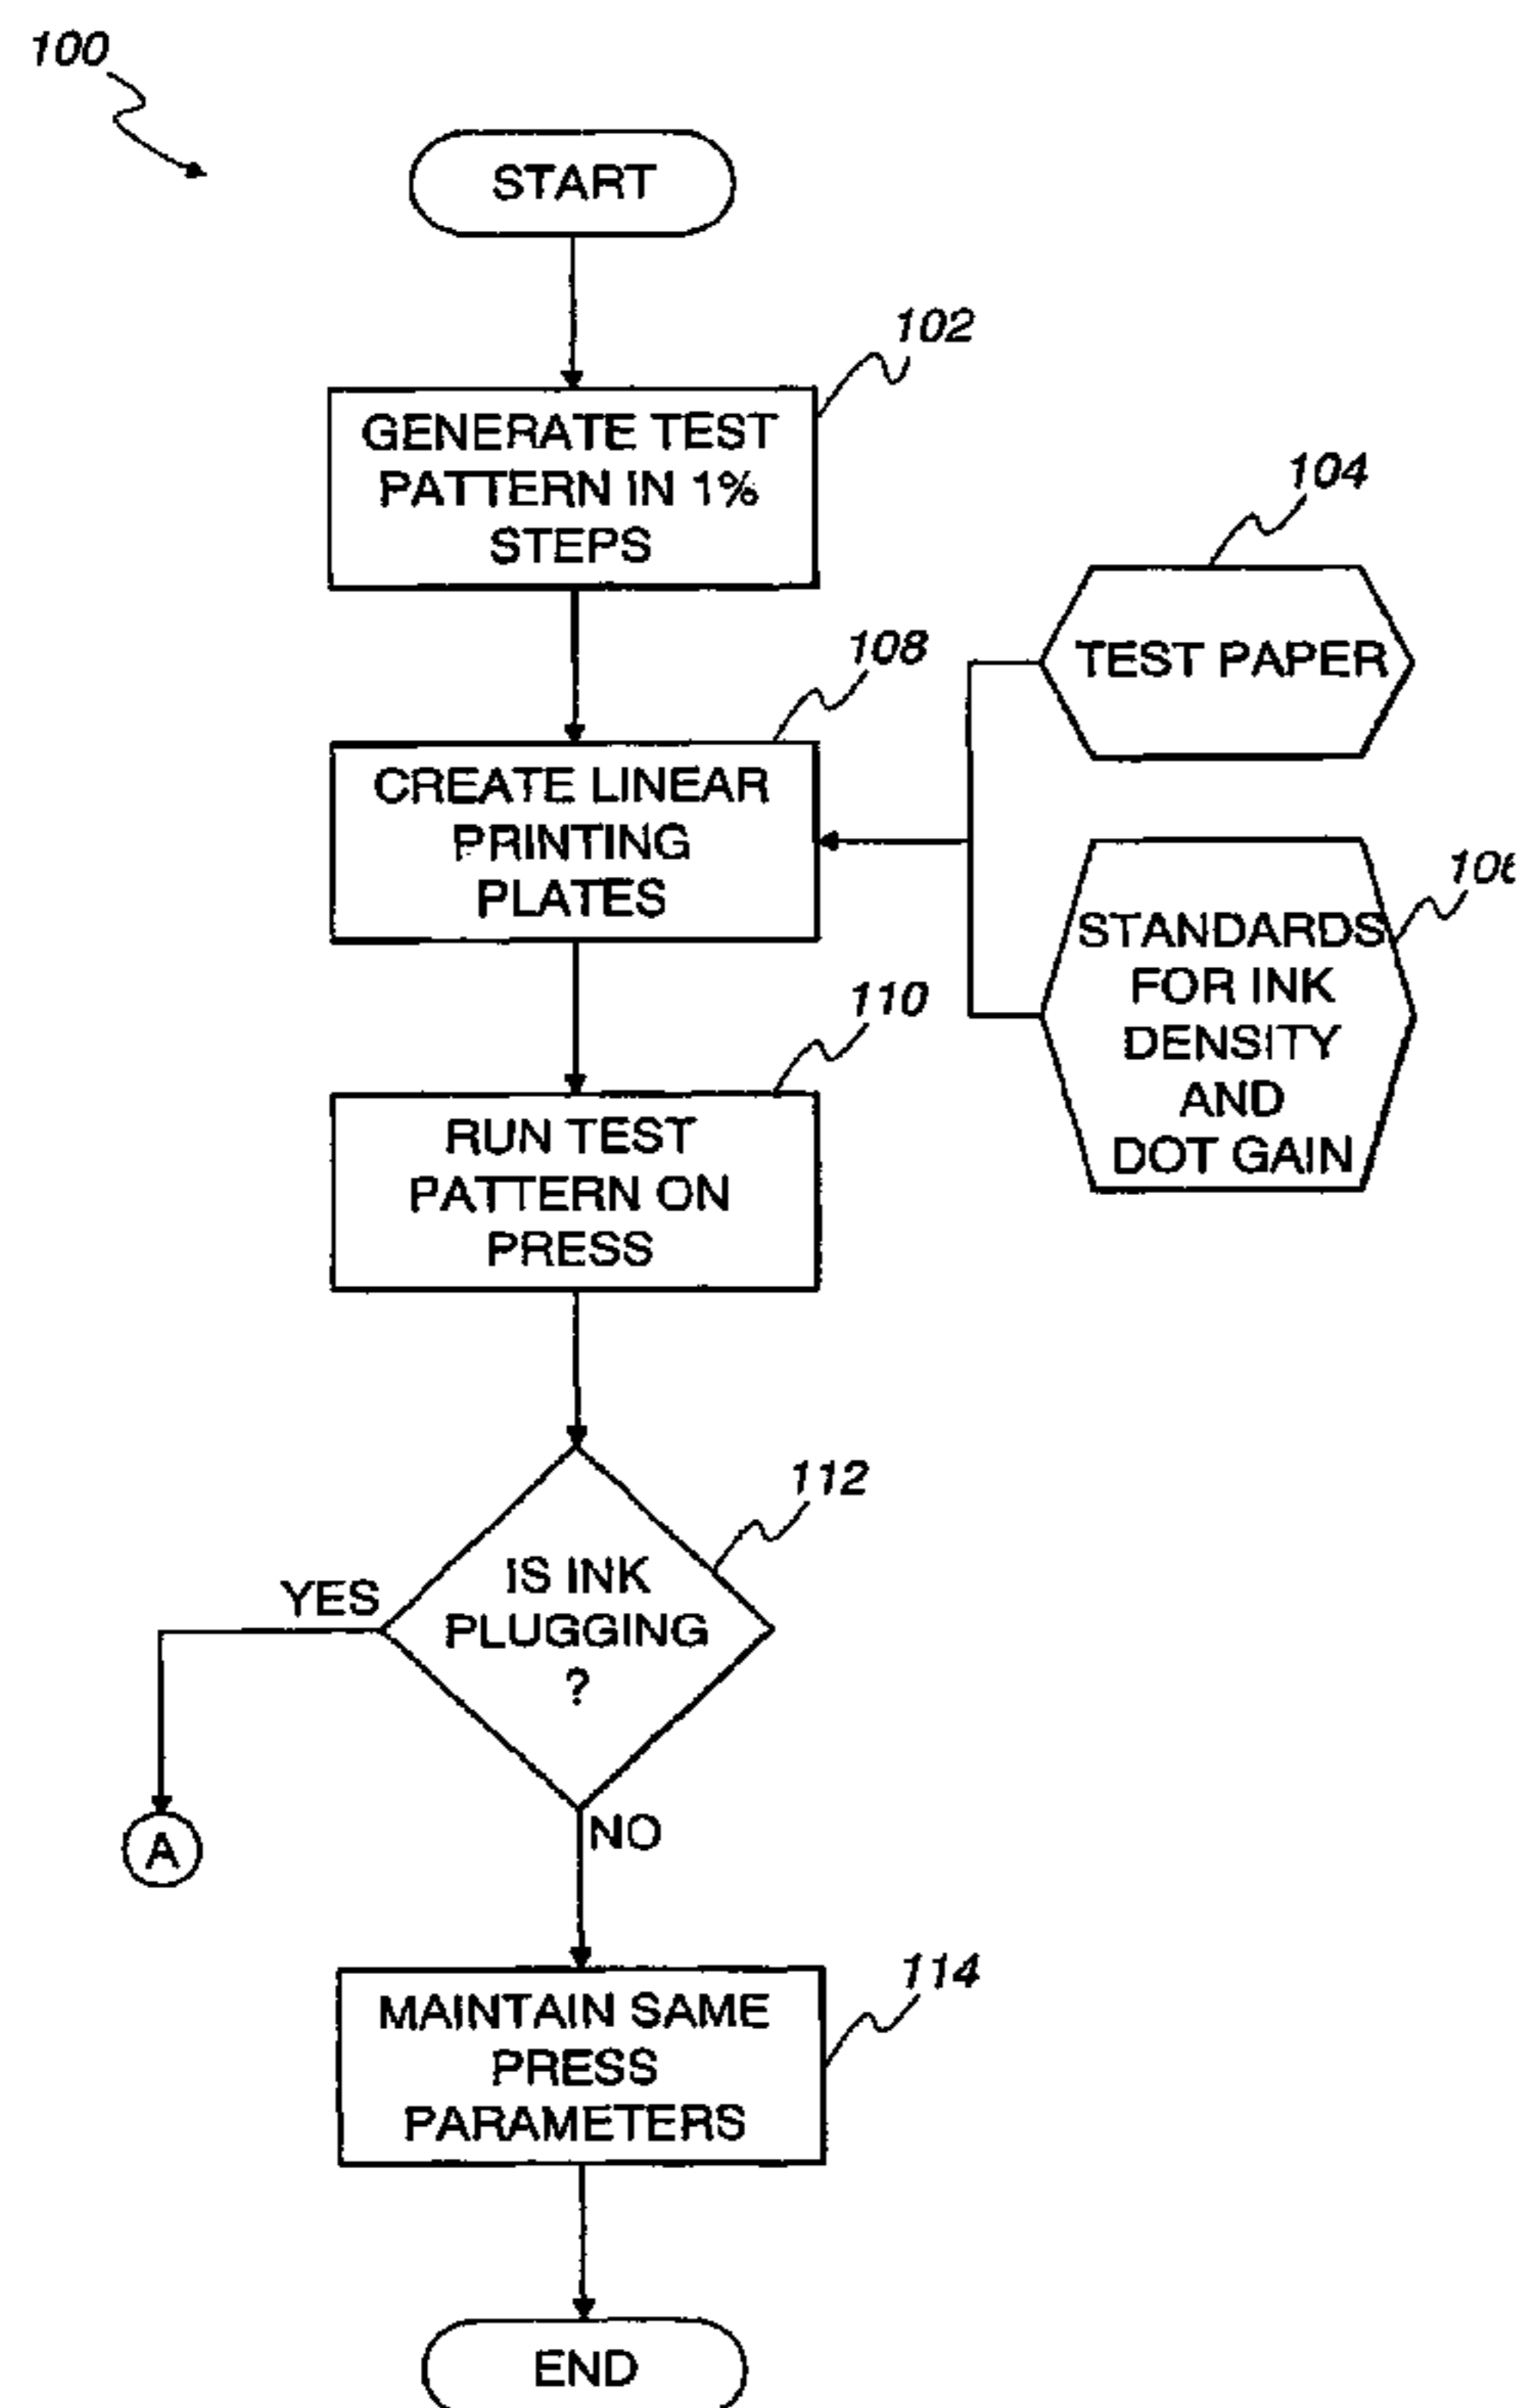 100
START
102
GENERATE TEST
PATTERN IN 1%
STEPS
104
TEST PAPER
108
CREATE LINEAR
PRINTING
PLATES
STANDARDS
FOR INK
DENSITY
AND
DOT GAIN
110
RUN TEST
PATTERN ON
PRESS
112
IS INK
PLUGGING
?
YES
A
NO
114
MAINTAIN SAME
PRESS
PARAMETERS
END